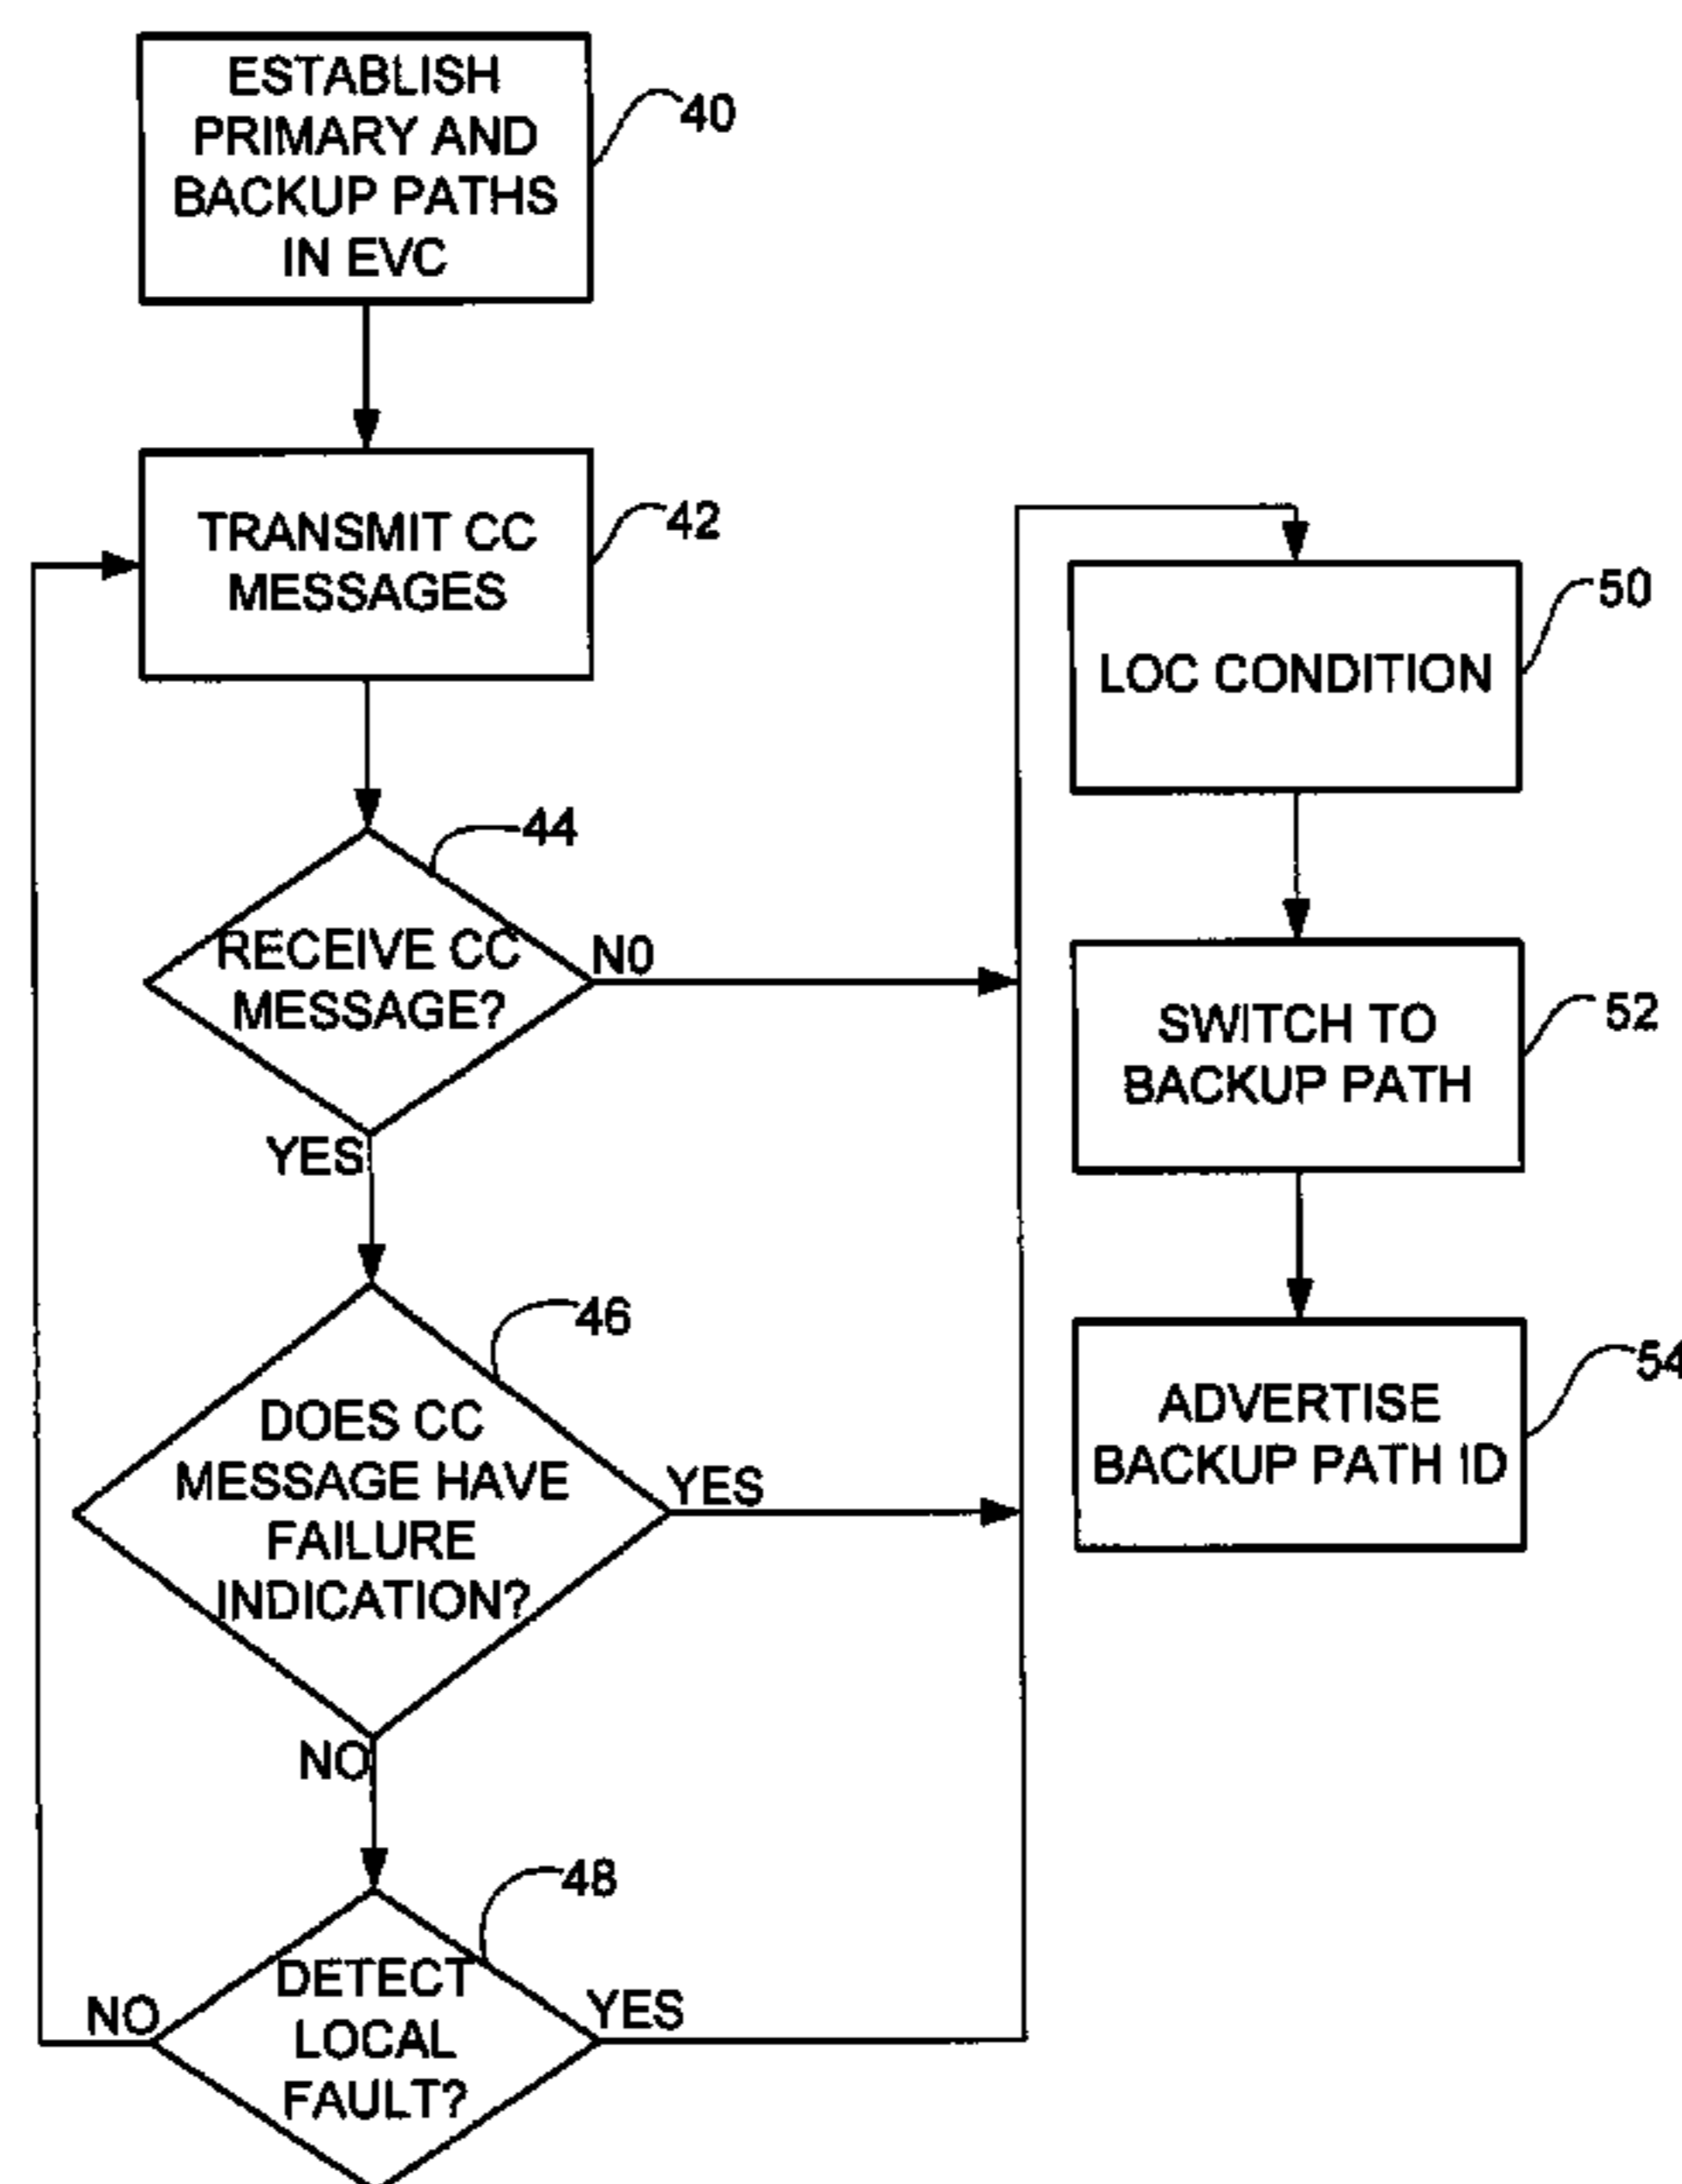 ESTABLISH
PRIMARY AND
BACKUP PATHS
IN EVC
40
TRANSMIT CC
MESSAGES
42
RECEIVE CC
MESSAGE?
44
N0
YES
DOES CC
MESSAGE HAVE
FAILURE
INDICATION?
46
YES
NO
DETECT
LOCAL
FAULT?
48
NO
YES
LOC CONDITION
50
SWITCH TO
BACKUP PATH
52
ADVERTISE
BACKUP PATH ID
54